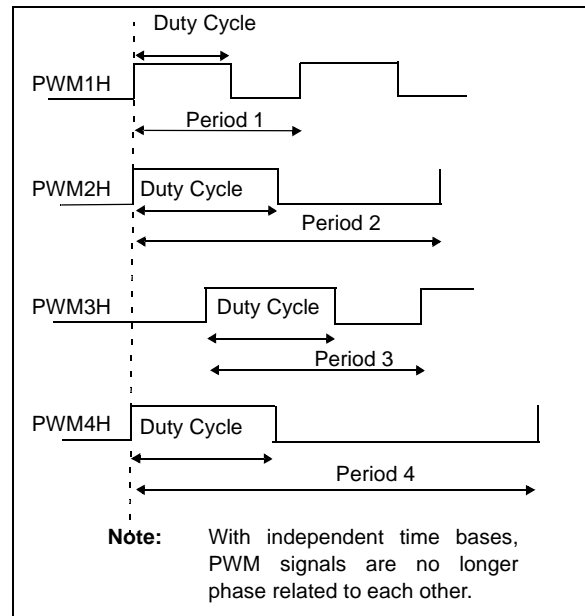 Duty Cycle
PWM1H
Period 1
PWM2H
Duty Cycle
Period 2
PWM3H
Duty Cycle
Period 3
PWM4H
Duty Cycle
Period 4
Note: With independent time bases,
PWM signals are no longer
phase related to each other.